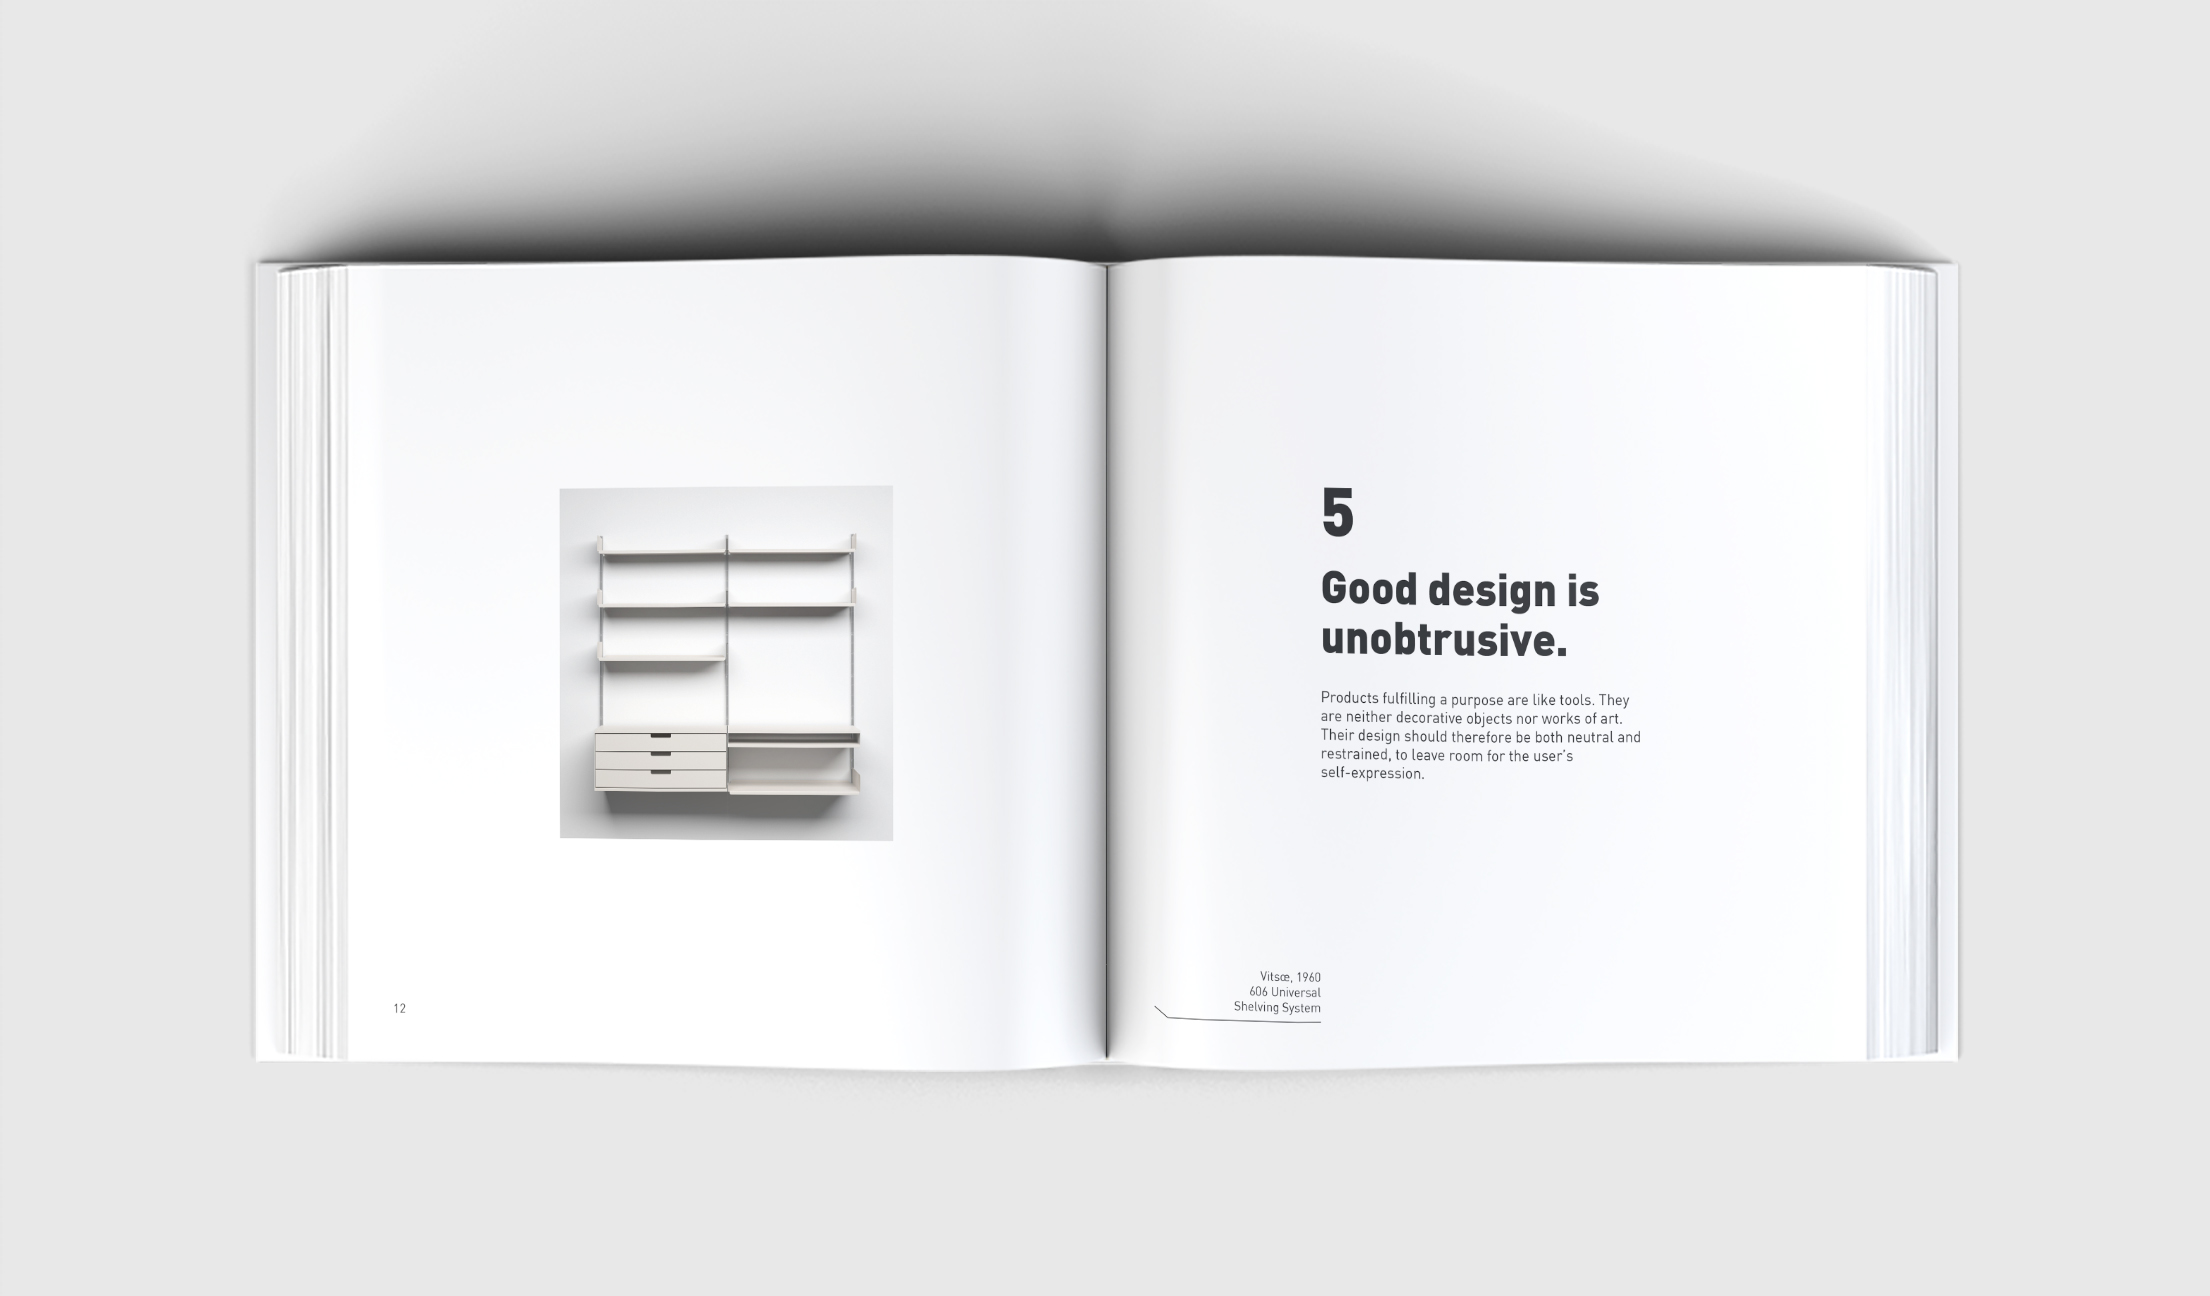 12
5
Good design is
unobtrusive.
Products fulfilling a purpose are like tools. They
are neither decorative objects nor works of art.
Their design should therefore be both neutral and
restrained, to leave room for the user's
self-expression.
Vitsœ, 1960
606 Universal
Shelving System